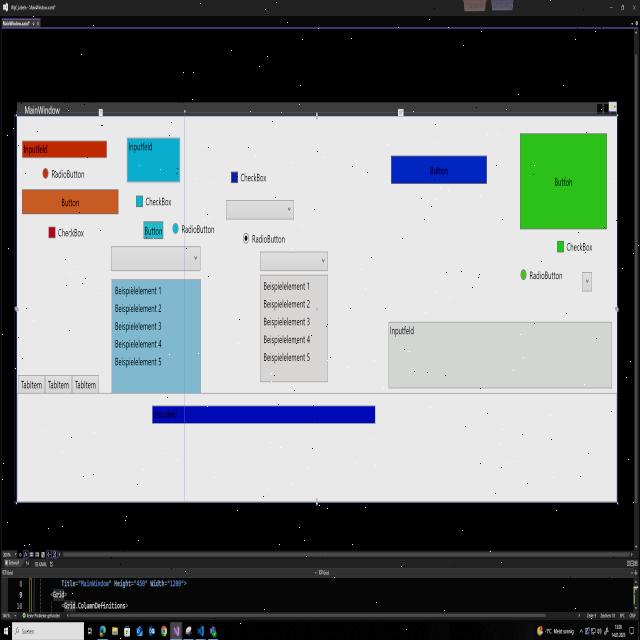 MainWindow.xaml*
MainWindow
Inputfeld
Inputfeld
RadioButton
CheckBox
Button
Button
Button
CheckBox
Button
RadioButton
CheckBox
RadioButton
CheckBox
RadioButton
Beispielelement 1
Beispielelement 2
Beispielelement 3
Beispielelement 4
Beispielelement 5
Beispielelement 1
Beispielelement 2
Beispielelement 3
Beispielelement 4
Beispielelement 5
Inputfeld
TabItem TabItem TabItem
Inputfeld
8 Title="MainWindow" Height="450" Width="1200">
9 <Grid>
10 <Grid.ColumnDefinitions>
Suchen